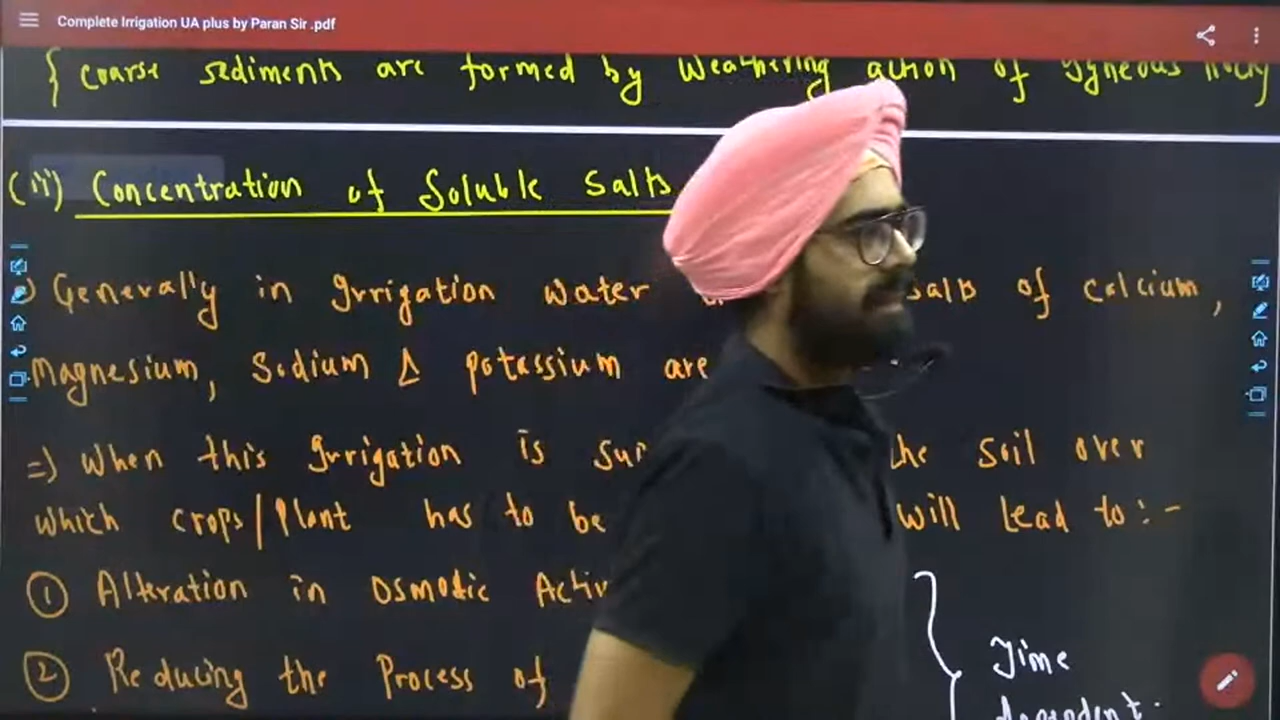 Complete Irrigation UA plus by Paran Sir .pdf
{ Coarse sediments are formed by Weathering action of Igneous
(ii) Concentration of Soluble Salts
Generally in Irrigation water salts of calcium,
Magnesium, Sodium & potassium are
=) When this Irrigation is the soil over
which crops/Plant has to be will lead to:-
① Alteration in Osmotic
② Reducing the Process of
Time
dependent.